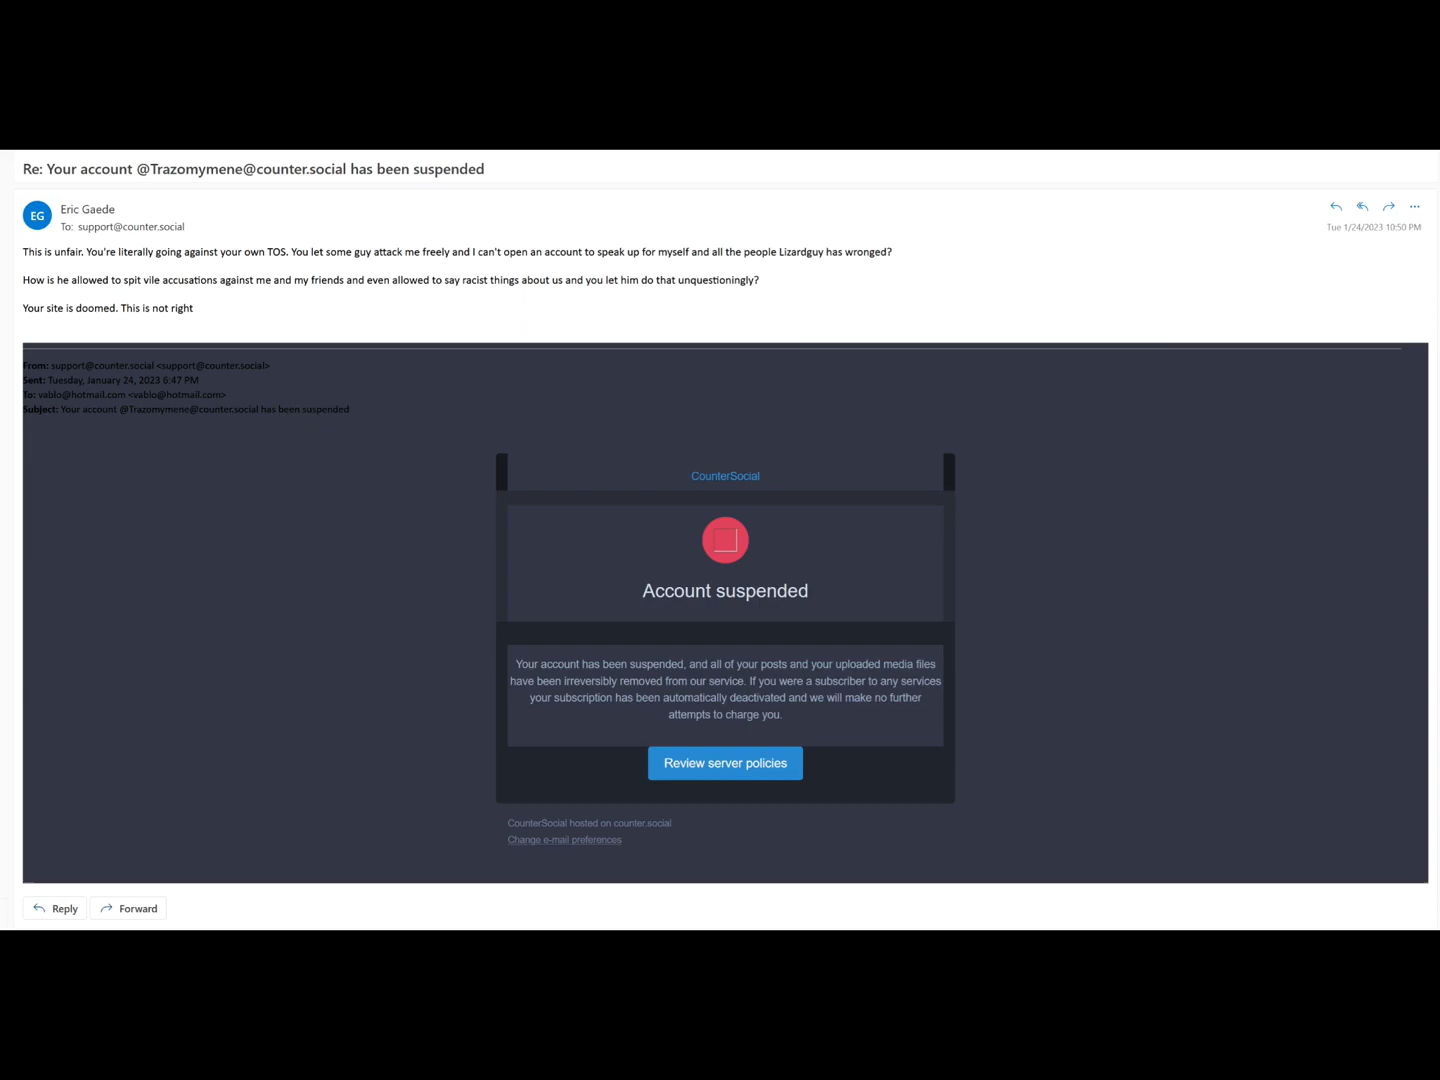 Re: Your account @Trazomymene@counter.social has been suspended
EG
Eric Gaede
To: support@counter.social
Tue 1/24/2023 10:50 PM
This is unfair. You're literally going against your own TOS. You let some guy attack me freely and I can't open an account to speak up for myself and all the people Lizardguy has wronged?
How is he allowed to spit vile accusations against me and my friends and even allowed to say racist things about us and you let him do that unquestioningly?
Your site is doomed. This is not right
From: support@counter.social <support@counter.social>
Sent: Tuesday, January 24, 2023 6:47 PM
To: vablo@hotmail.com <vablo@hotmail.com>
Subject: Your account @Trazomymene@counter.social has been suspended
CounterSocial
Account suspended
Your account has been suspended, and all of your posts and your uploaded media files
have been irreversibly removed from our service. If you were a subscriber to any services
your subscription has been automatically deactivated and we will make no further
attempts to charge you.
Review server policies
CounterSocial hosted on counter.social
Change e-mail preferences
Reply
Forward